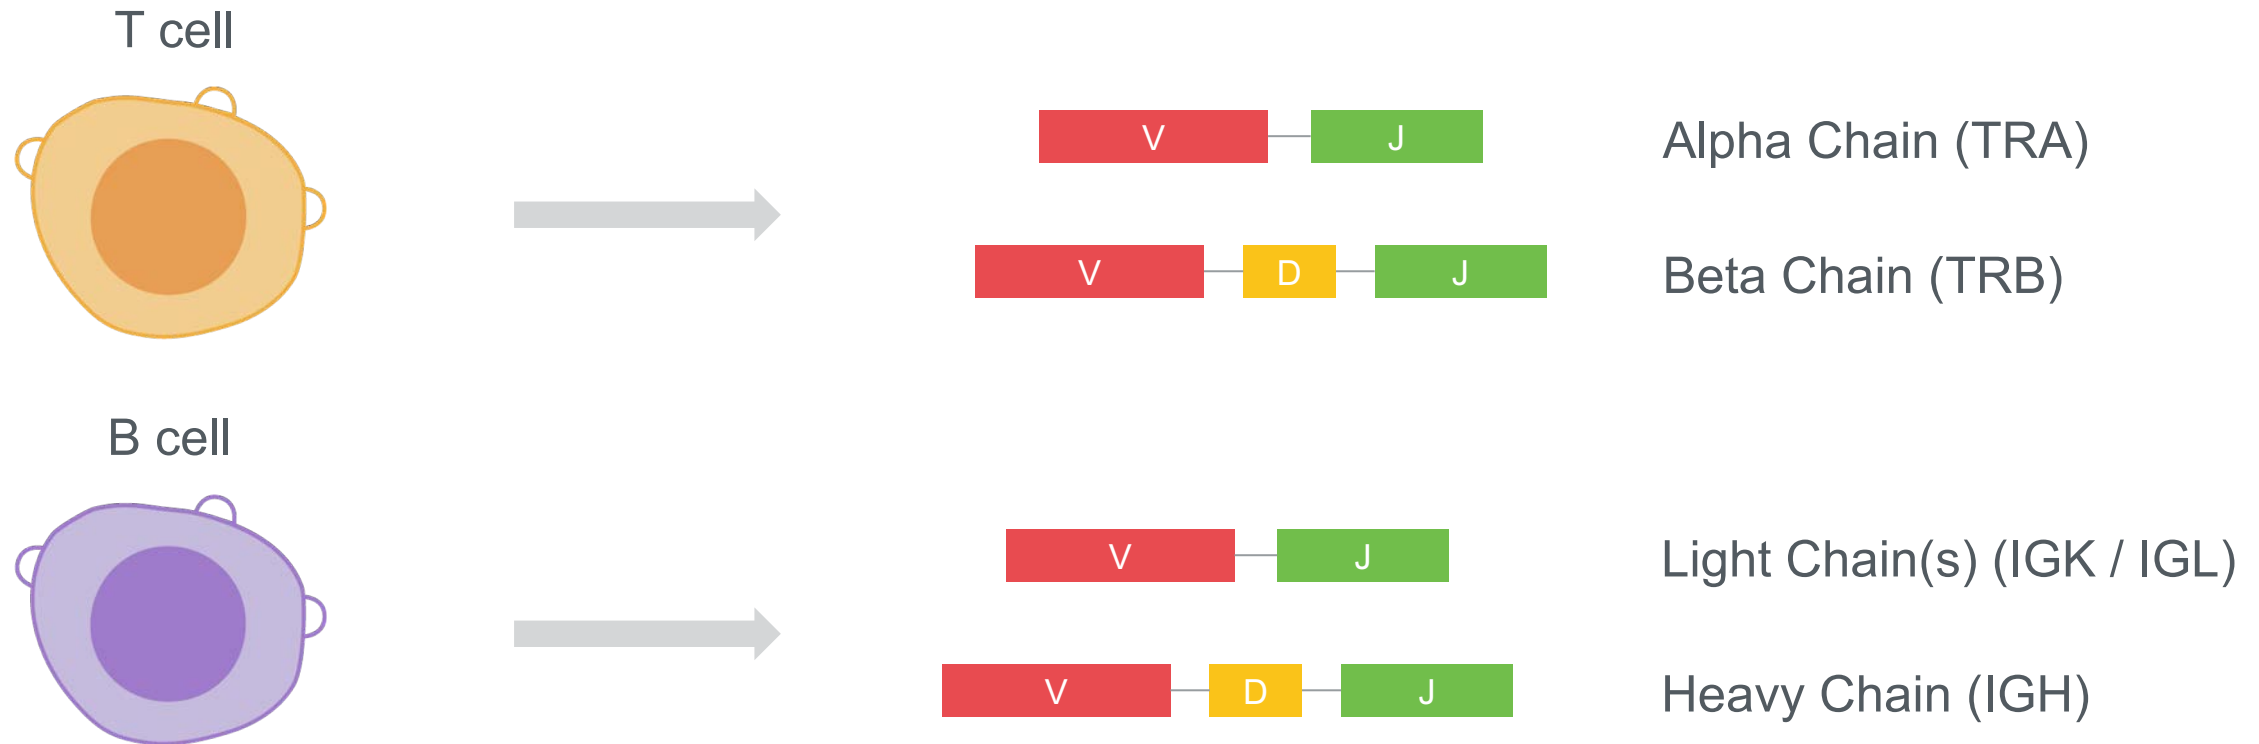 T cell
V J Alpha Chain (TRA)
V D J Beta Chain (TRB)
B cell
V J Light Chain(s) (IGK / IGL)
V D J Heavy Chain (IGH)